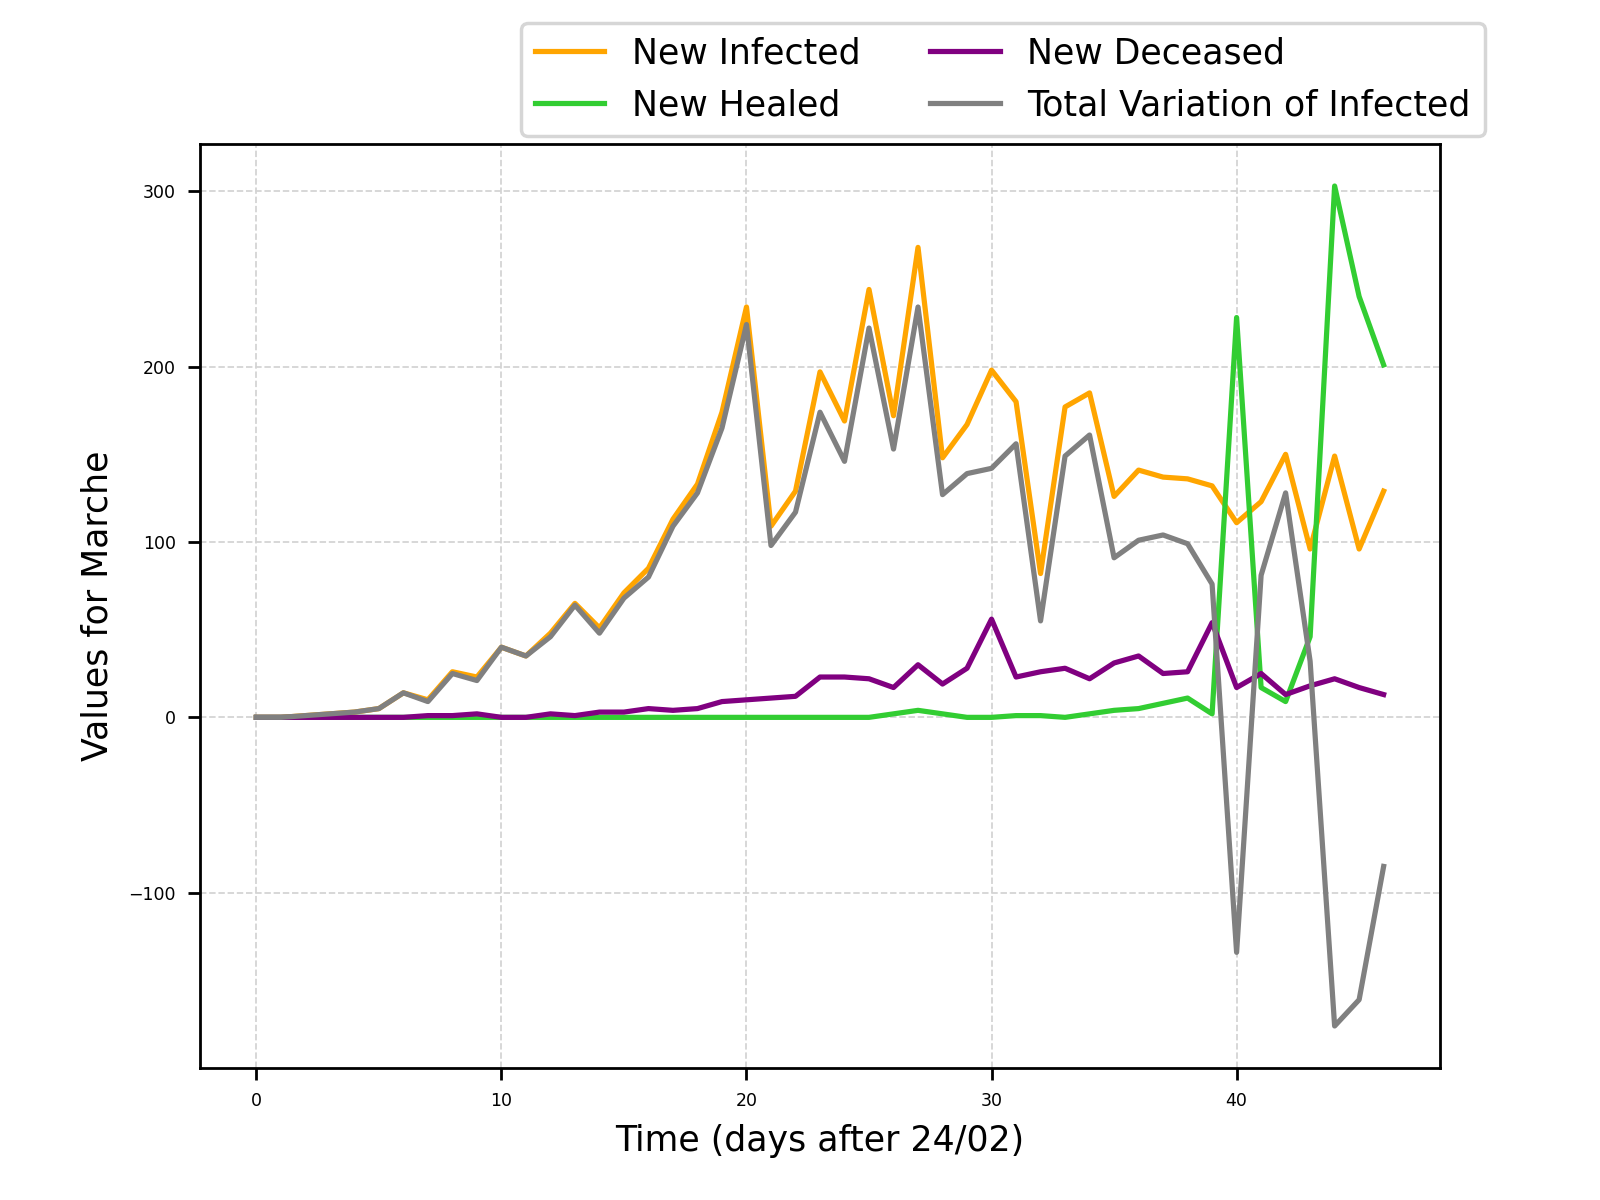 New Infected
New Healed
New Deceased
Total Variation of Infected
Values for Marche
300
200
100
0
−100
0 10 20 30 40
Time (days after 24/02)